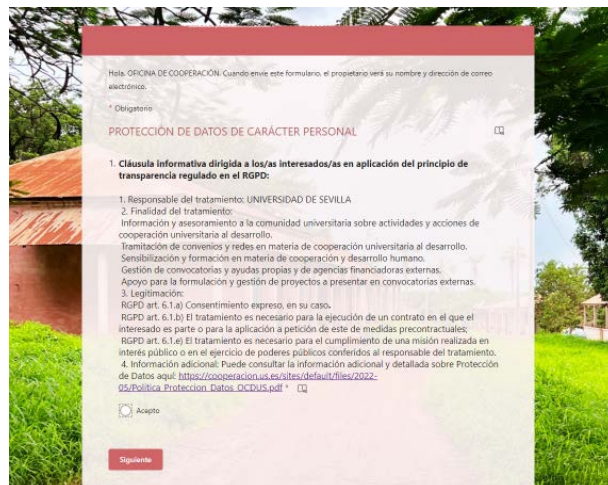 Hola, OFICINA DE COOPERACIÓN. Cuando envíe este formulario, el propietario verá su nombre y dirección de correo
electrónico.
* Obligatorio
PROTECCIÓN DE DATOS DE CARÁCTER PERSONAL
1. Cláusula informativa dirigida a los/as interesados/as en aplicación del principio de
transparencia regulado en el RGPD:
1. Responsable del tratamiento: UNIVERSIDAD DE SEVILLA
2. Finalidad del tratamiento:
Información y asesoramiento a la comunidad universitaria sobre actividades y acciones de
cooperación universitaria al desarrollo.
Tramitación de convenios y redes en materia de cooperación universitaria al desarrollo.
Sensibilización y formación en materia de cooperación y desarrollo humano.
Gestión de convocatorias y ayudas propias y de agencias financiadoras externas.
Apoyo para la formulación y gestión de proyectos a presentar en convocatorias externas.
3. Legitimación:
RGPD art. 6.1.a) Consentimiento expreso, en su caso.
RGPD art. 6.1.b) El tratamiento es necesario para la ejecución de un contrato en el que el
interesado es parte o para la aplicación a petición de este de medidas precontractuales;
RGPD art. 6.1.e) El tratamiento es necesario para el cumplimiento de una misión realizada en
interés público o en el ejercicio de poderes públicos conferidos al responsable del tratamiento.
4. Información adicional: Puede consultar la información adicional y detallada sobre Protección
de Datos aquí: https://cooperacion.us.es/sites/default/files/2022-
05/Politica_Proteccion_Datos_OCDUS.pdf *
Acepto
Siguiente